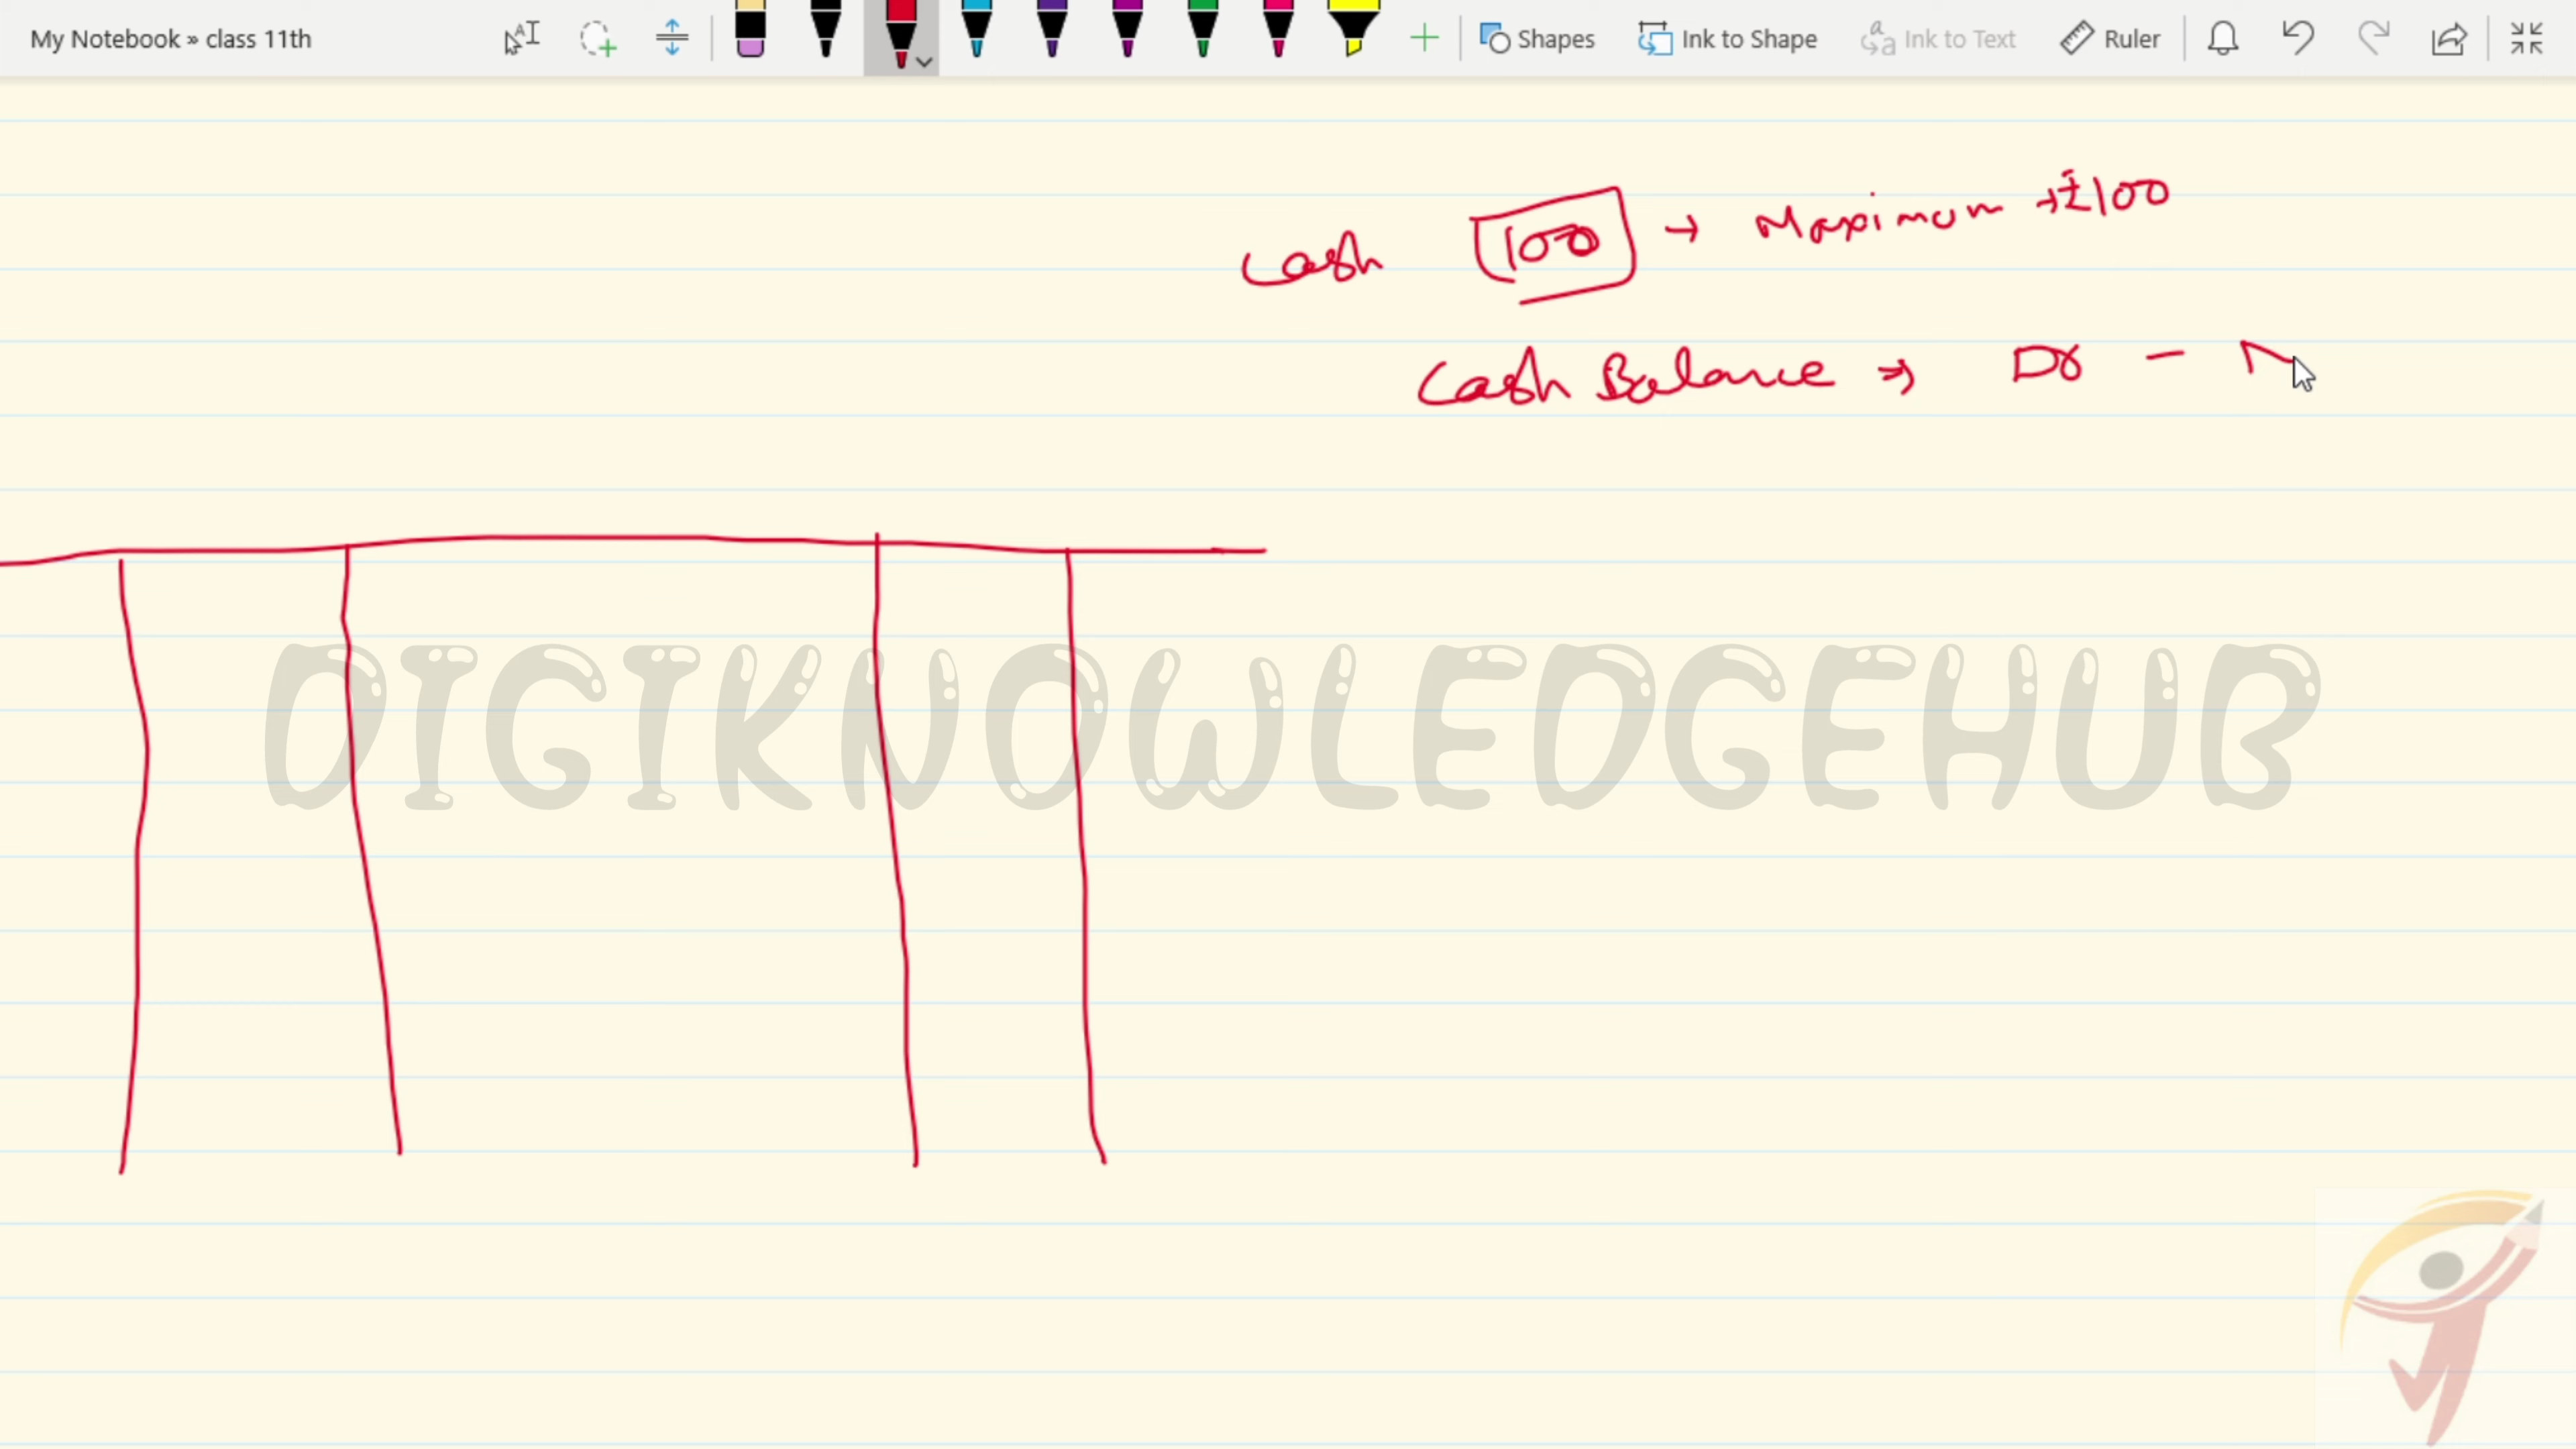 My Notebook » class 11th
Shapes
Ink to Shape
Ink to Text
Ruler
Cash 100 → Maximum → ₹100
Cash Balance → Dr -
DIGIKNOWLEDGEHUB